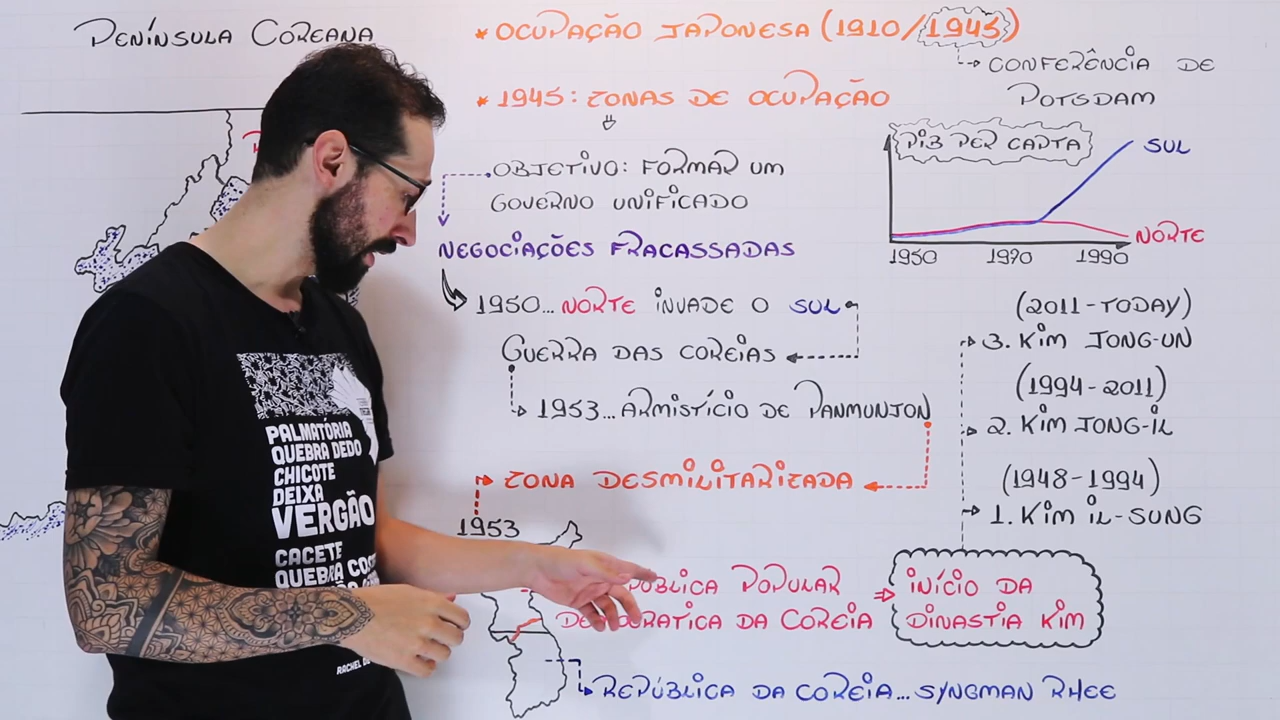 PENÍNSULA COREANA
* OCUPAÇÃO JAPONESA (1910/1945)
CONFERÊNCIA DE
POTSDAM
* 1945: ZONAS DE OCUPAÇÃO
OBJETIVO: FORMAR UM
GOVERNO UNIFICADO
NEGOCIAÇÕES FRACASSADAS
1950... NORTE INVADE O SUL
GUERRA DAS COREIAS
1953... ARMISTÍCIO DE PANMUNJON
ZONA DESMILITARIZADA
1953
POPULAR
DA COREIA
INÍCIO DA
DINASTIA KIM
REPÚBLICA DA COREIA... SYNGMAN RHEE
PIB PER CAPTA
SUL
NORTE
1950 1970 1990
(2011-TODAY)
3. KIM JONG-UN
(1994-2011)
2. KIM JONG-IL
(1948-1994)
1. KIM IL-SUNG
PALMATÓRIA
QUEBRA DEDO
CHICOTE
DEIXA
VERGÃO
CACETE
QUEBRA
RACHEL